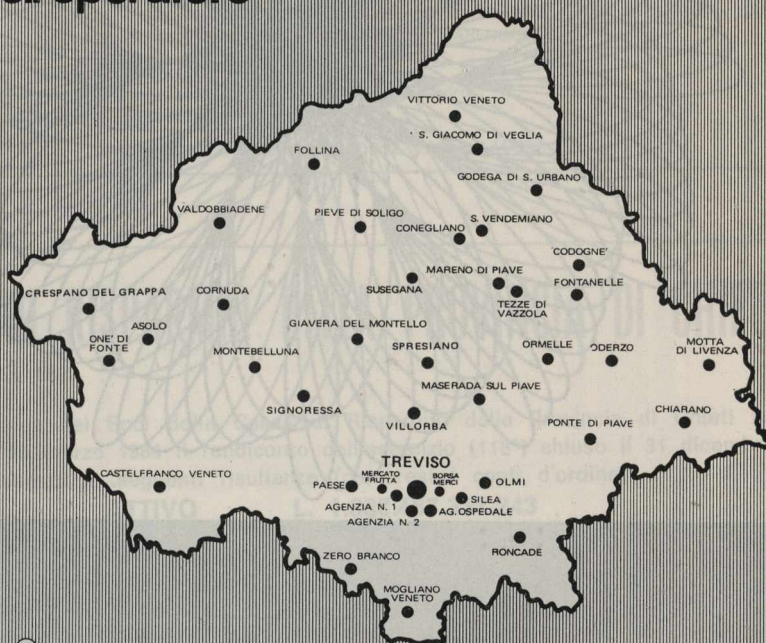 VITTORIO VENETO
S. GIACOMO DI VEGLIA
FOLLINA
GODEGA DI S. URBANO
VALDOBBIADENE
PIEVE DI SOLIGO
CONEGLIANO
S. VENDEMIANO
CODOGNE'
SUSEGANA
MARENO DI PIAVE
FONTANELLE
CRESPANO DEL GRAPPA
CORNUDA
TEZZE DI
VAZZOLA
ASOLO
GIAVERA DEL MONTELLO
ONE' DI
FONTE
MONTEBELLUNA
SPRESIANO
ORMELLE
ODERZO
MOTTA
DI LIVENZA
MASERADA SUL PIAVE
SIGNORESSA
VILLORBA
PONTE DI PIAVE
CHIARANO
TREVISO
CASTELFRANCO VENETO
PAESE
MERCATO
FRUTTA
BORSA
MERCI
OLMI
SILEA
AGENZIA N. 1
AG. OSPEDALE
AGENZIA N. 2
RONCADE
ZERO BRANCO
MOGLIANO
VENETO